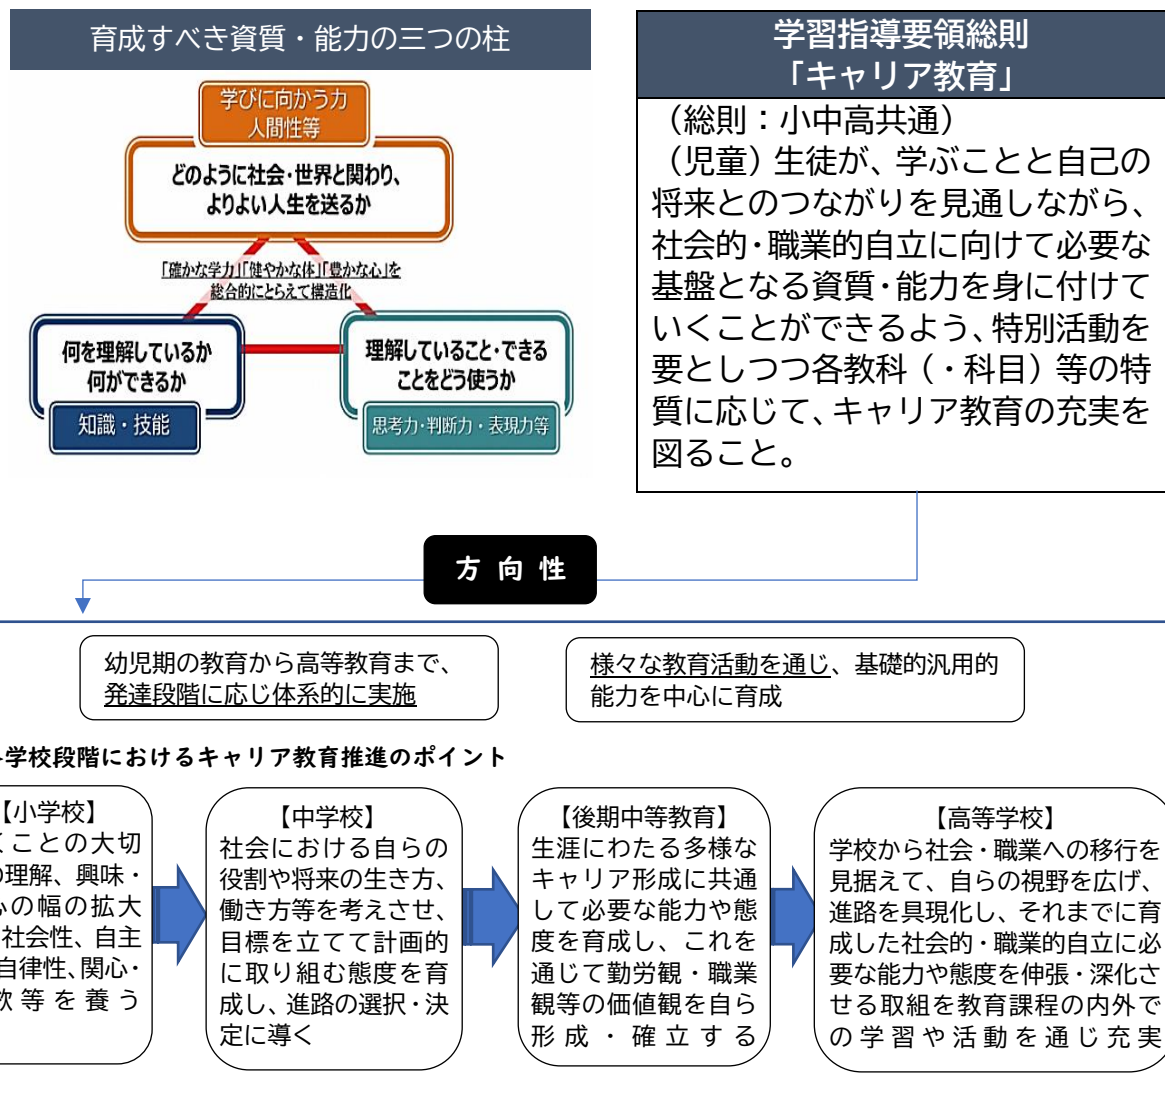 育成すべき資質・能力の三つの柱
学びに向かう力
人間性等
どのように社会・世界と関わり、
よりよい人生を送るか
「確かな学力」「健やかな体」「豊かな心」を
総合的にとらえて構造化
何を理解しているか
何ができるか
知識・技能
理解していること・できる
ことをどう使うか
思考力・判断力・表現力等
学習指導要領総則
「キャリア教育」
（総則：小中高共通）
（児童）生徒が、学ぶことと自己の
将来とのつながりを見通しながら、
社会的・職業的自立に向けて必要な
基盤となる資質・能力を身に付けて
いくことができるよう、特別活動を
要としつつ各教科（・科目）等の特
質に応じて、キャリア教育の充実を
図ること。
方向性
幼児期の教育から高等教育まで、
発達段階に応じ体系的に実施
様々な教育活動を通じ、基礎的汎用的
能力を中心に育成
学校段階におけるキャリア教育推進のポイント
【小学校】
ことの大切
理解、興味・
の幅の拡大
社会性、自主
自律性、関心・
欲等を養う
【中学校】
社会における自らの
役割や将来の生き方、
働き方等を考えさせ、
目標を立てて計画的
に取り組む態度を育
成し、進路の選択・決
定に導く
【後期中等教育】
生涯にわたる多様な
キャリア形成に共通
して必要な能力や態
度を育成し、これを
通じて勤労観・職業
観等の価値観を自ら
形成・確立する
【高等学校】
学校から社会・職業への移行を
見据えて、自らの視野を広げ、
進路を具現化し、それまでに育
成した社会的・職業的自立に必
要な能力や態度を伸張・深化さ
せる取組を教育課程の内外で
の学習や活動を通じ充実